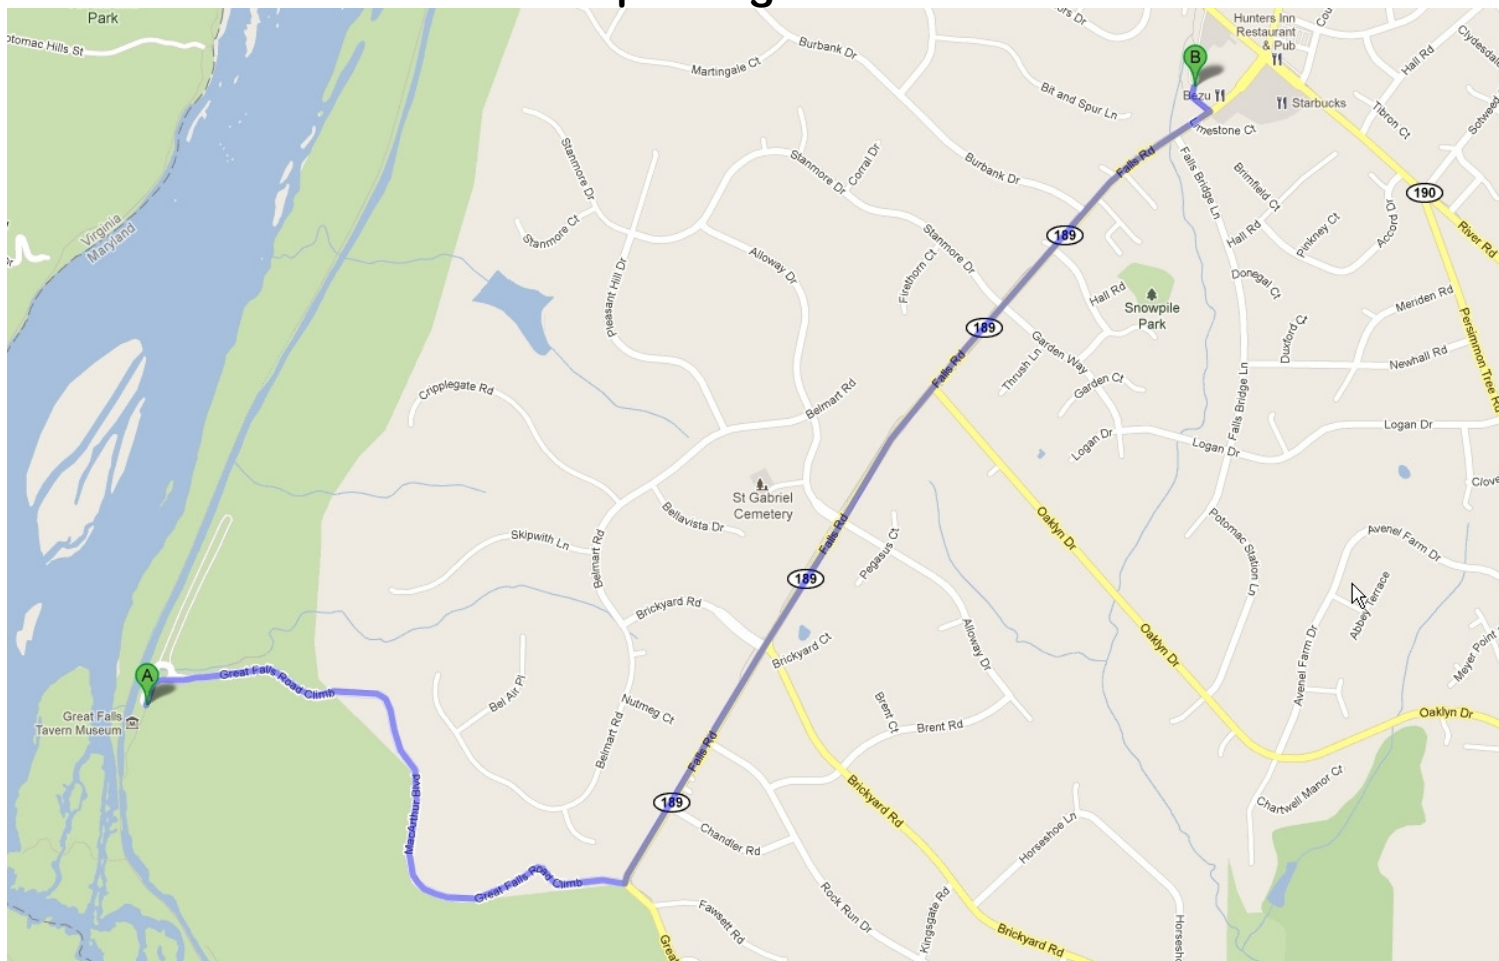 Park
Hunters Inn
Restaurant
& Pub
Potomac Hills St
Burbank Dr
Martingale Ct
Hall Rd
B
Bit and Spur Ln
Bezu
Starbucks
Tibron Ct
Falls Rd
Burbank Dr
Stanmore Dr
Stanmore Dr
Corral Dr
Falls Bridge Ln
Brimfield Ct
190
Accord Dr
Pinkney Ct
Hall Rd
River Rd
Virginia
Maryland
Stanmore Ct
Stanmore Dr
189
Alloway Dr
Firethorn Ct
Donegal Ct
Pleasant Hill Dr
Hall Rd
Snowpile
Park
Meriden Rd
Duxford Ct
Persimmon Tree Rd
189
Garden Way
Thrush Ln
Newhall Rd
Falls Rd
Garden Ct
Cripplegate Rd
Belmart Rd
Falls Bridge Ln
Logan Dr
Logan Dr
Logan Dr
St Gabriel
Cemetery
Bellavista Dr
Oaklyn Dr
Potomac Station Ln
Avenel Farm Dr
Skipwith Ln
Belmart Rd
Falls Rd
Pegasus Ct
189
Abbey Terrace
Brickyard Rd
Brickyard Ct
Alloway Dr
Oaklyn Dr
Avenel Farm Dr
A
Great Falls Road Climb
Bel Air Pl
Nutmeg Ct
Brent Ct
Brent Rd
Oaklyn Dr
Great Falls
Tavern Museum
Belmart Rd
Falls Rd
MacArthur Blvd
189
Brickyard Rd
Chartwell Manor Ct
Chandler Rd
Horseshoe Ln
Great Falls Road Climb
Rock Run Dr
Fawsett Rd
Kingsgate Rd
Brickyard Rd